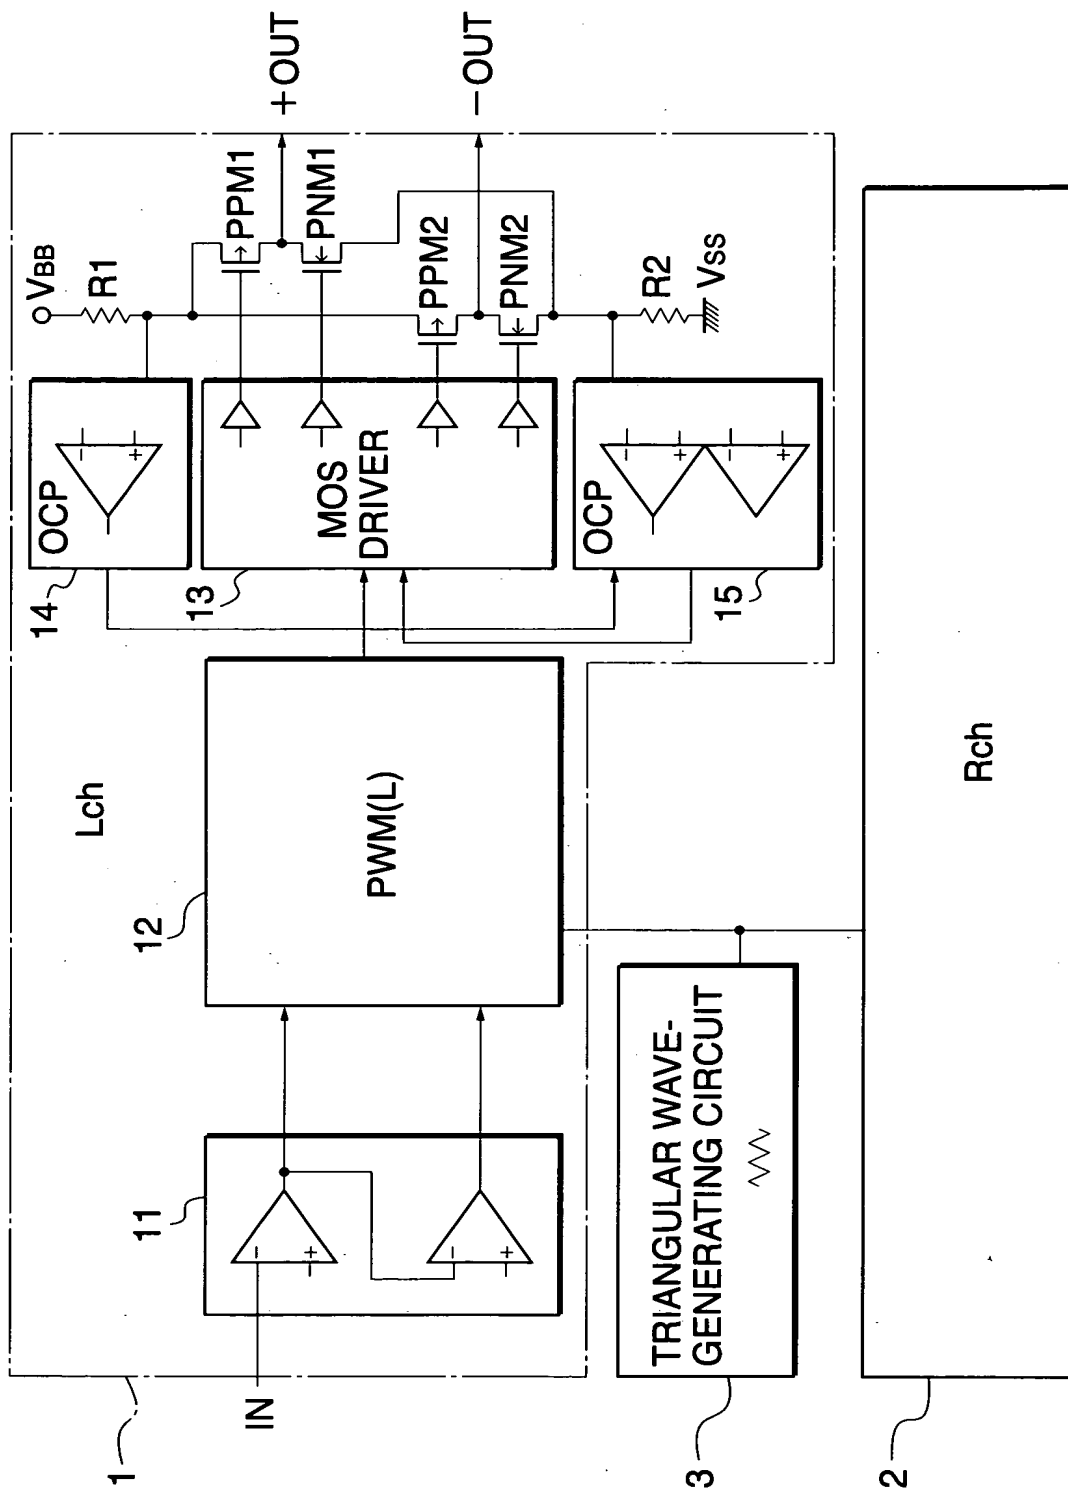 1
Lch
VBB
R1
+OUT
OCP
14
PPM1
PNM1
IN
11
12
PWM(L)
13
MOS
DRIVER
PPM2
PNM2
-OUT
OCP
15
R2
VSS
3
TRIANGULAR WAVE-
GENERATING CIRCUIT
2
Rch
- +
- +
- +
- +
- +